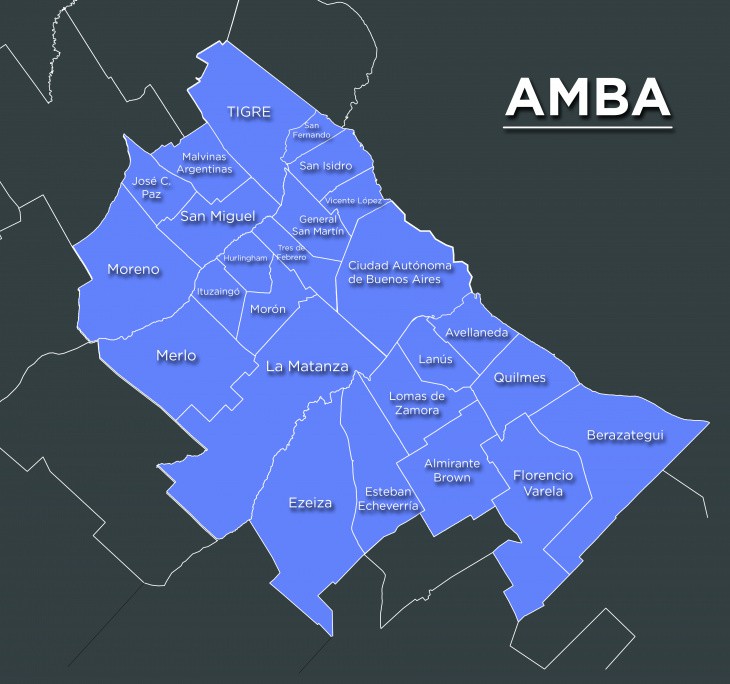 AMBA
TIGRE
San
Fernando
San Isidro
Malvinas
Argentinas
José C.
Paz
Vicente López
San Miguel
General
San Martín
Tres de
Febrero
Hurlingham
Ciudad Autónoma
de Buenos Aires
Moreno
Ituzaingó
Morón
Avellaneda
Merlo
La Matanza
Lanús
Quilmes
Lomas de
Zamora
Berazategui
Almirante
Brown
Florencio
Varela
Ezeiza
Esteban
Echeverría